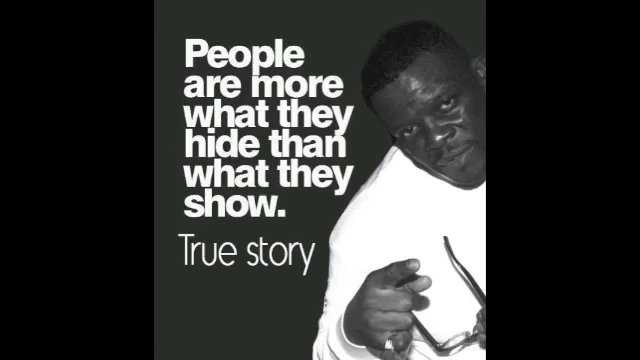 People
are more
what they
hide than
what they
show.
True story